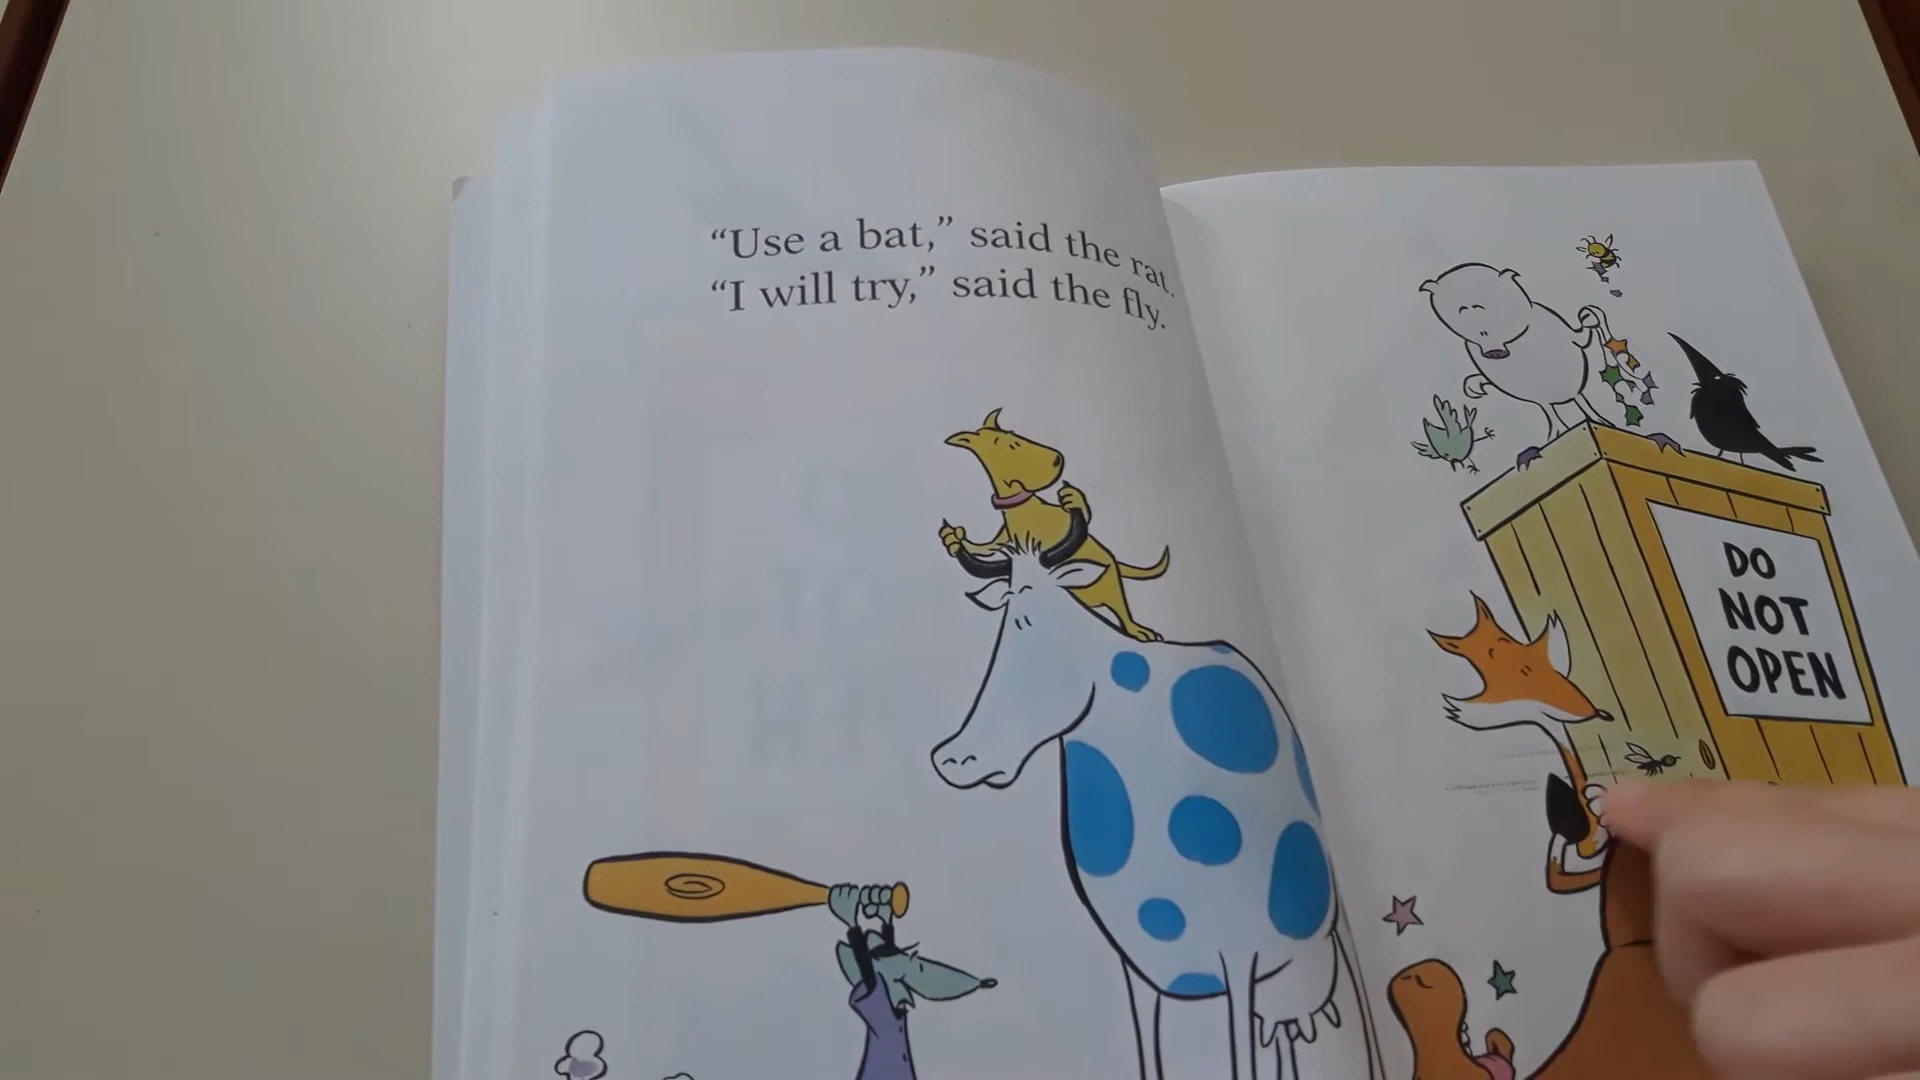 “Use a bat,” said the rat.
“I will try,” said the fly.
DO
NOT
OPEN